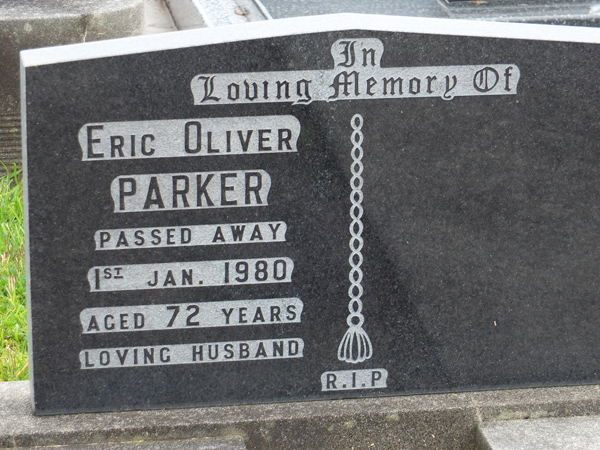 In
Loving Memory Of
ERIC OLIVER
PARKER
PASSED AWAY
1ST JAN. 1980
AGED 72 YEARS
LOVING HUSBAND
R.I.P